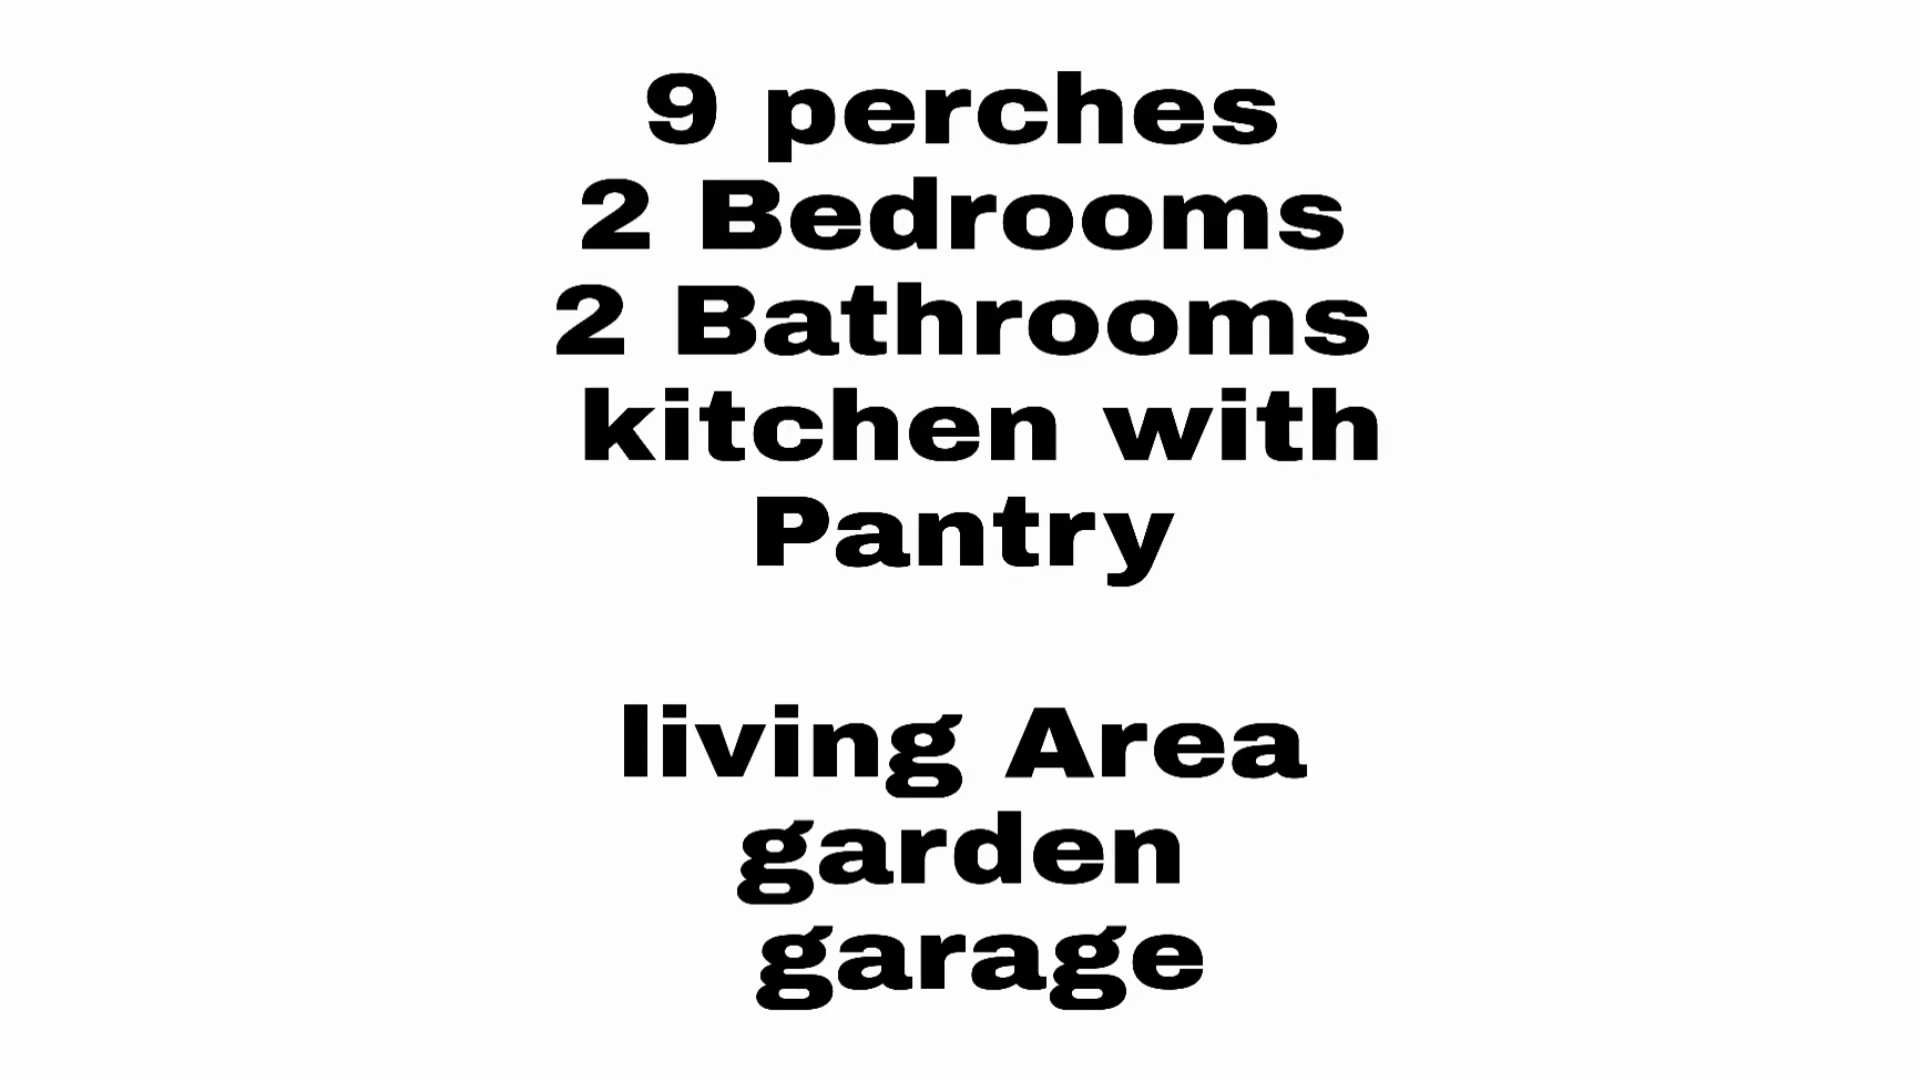 9 perches
2 Bedrooms
2 Bathrooms
kitchen with
Pantry
living Area
garden
garage